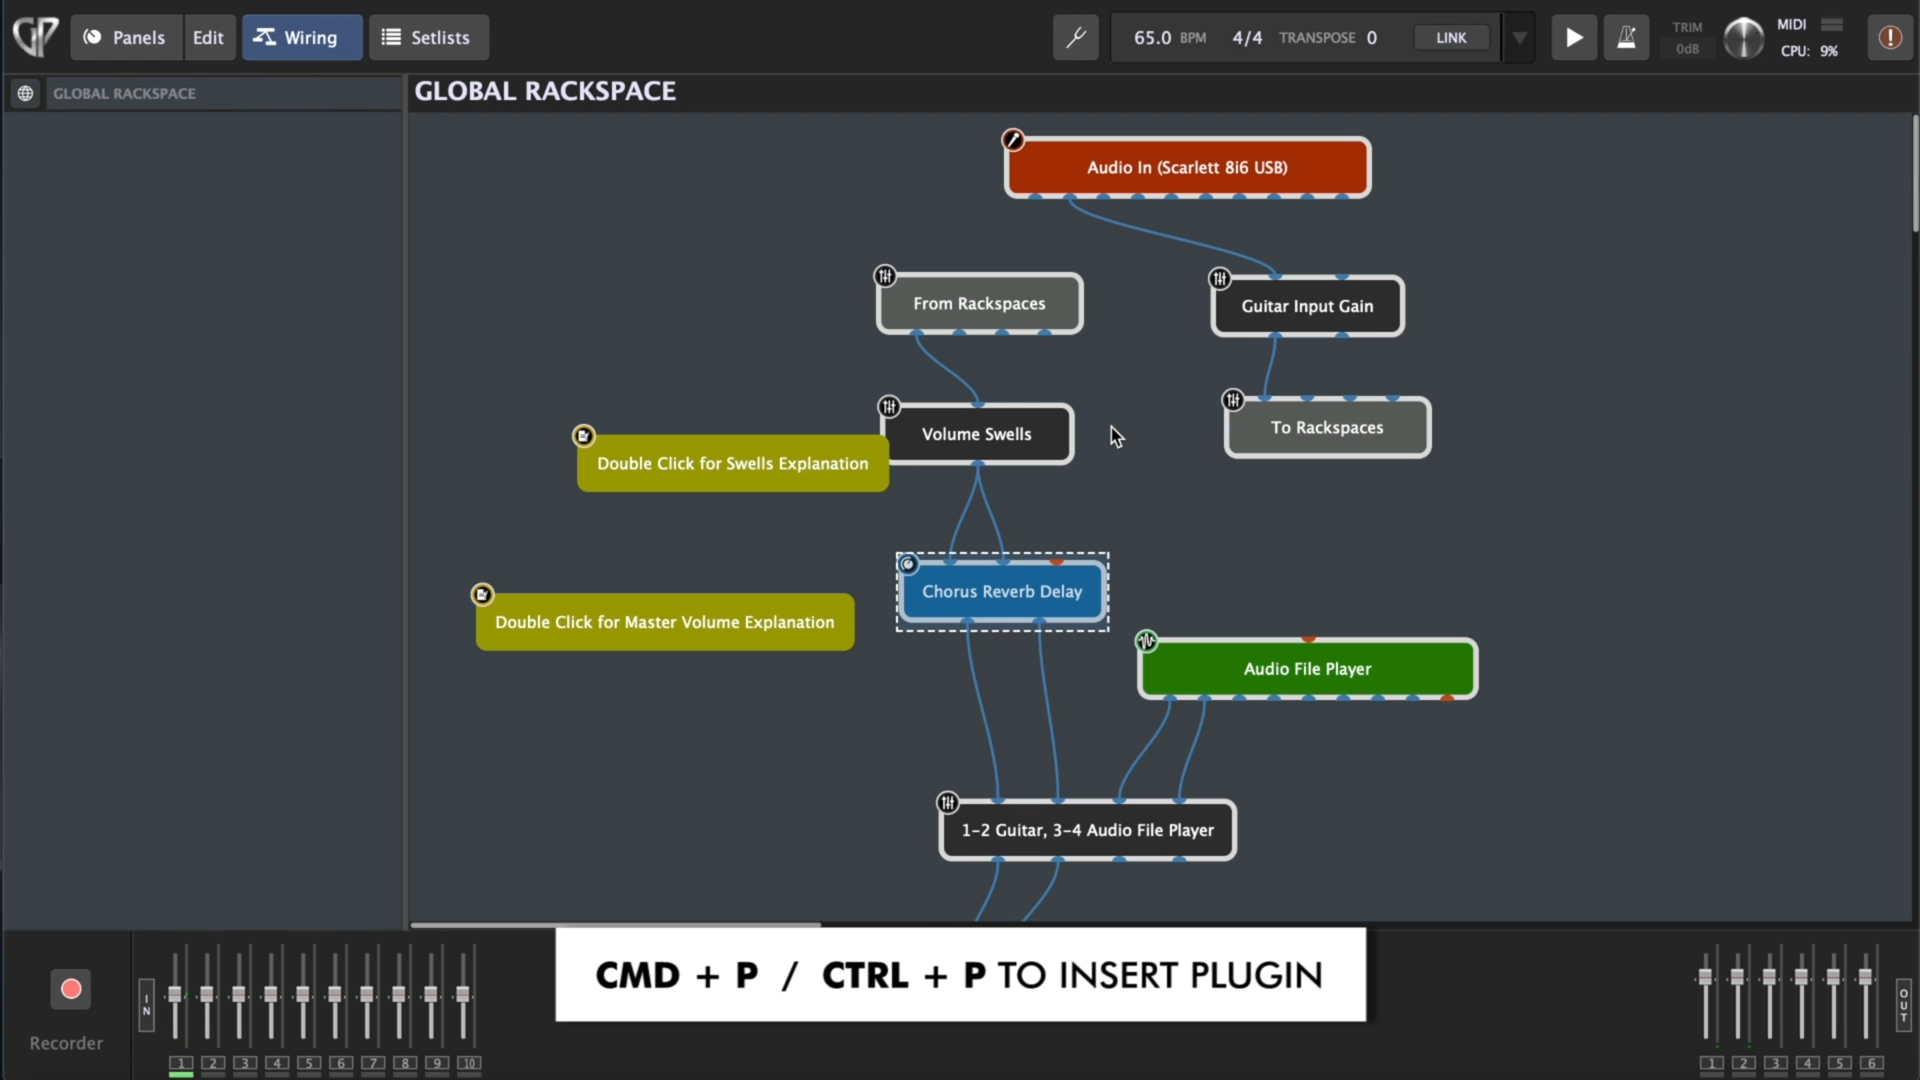 GP
Panels
Edit
Wiring
Setlists
65.0 BPM
4/4
TRANSPOSE 0
LINK
TRIM
0dB
MIDI
CPU: 9%
GLOBAL RACKSPACE
GLOBAL RACKSPACE
Audio In (Scarlett 8i6 USB)
From Rackspaces
Guitar Input Gain
Volume Swells
To Rackspaces
Double Click for Swells Explanation
Chorus Reverb Delay
Double Click for Master Volume Explanation
Audio File Player
1-2 Guitar, 3-4 Audio File Player
CMD + P / CTRL + P TO INSERT PLUGIN
Recorder
IN
1 2 3 4 5 6 7 8 9 10
1 2 3 4 5 6
OUT